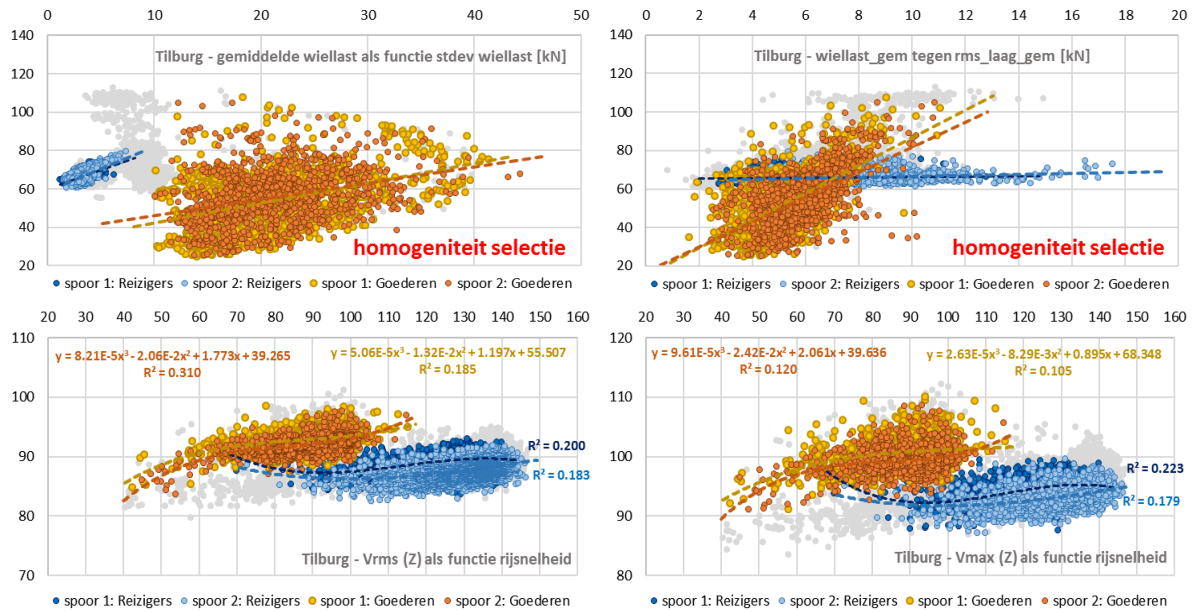 0 10 20 30 40 50
140
120
100
80
60
40
20
Tilburg - gemiddelde wiellast als functie stdev wiellast [kN]
homogeniteit selectie
spoor 1: Reizigers spoor 2: Reizigers spoor 1: Goederen spoor 2: Goederen
0 2 4 6 8 10 12 14 16 18 20
140
120
100
80
60
40
20
Tilburg - wiellast_gem tegen rms_laag_gem [kN]
homogeniteit selectie
spoor 1: Reizigers spoor 2: Reizigers spoor 1: Goederen spoor 2: Goederen
20 30 40 50 60 70 80 90 100 110 120 130 140 150 160
110
100
90
80
70
y = 8.21E-5x³ - 2.06E-2x² + 1.773x + 39.265
R² = 0.310
y = 5.06E-5x³ - 1.32E-2x² + 1.197x + 55.507
R² = 0.185
R² = 0.200
R² = 0.183
Tilburg - Vrms (Z) als functie rijsnelheid
spoor 1: Reizigers spoor 2: Reizigers spoor 1: Goederen spoor 2: Goederen
20 30 40 50 60 70 80 90 100 110 120 130 140 150 160
120
110
100
90
80
y = 9.61E-5x³ - 2.42E-2x² + 2.061x + 39.636
R² = 0.120
y = 2.63E-5x³ - 8.29E-3x² + 0.895x + 68.348
R² = 0.105
R² = 0.223
R² = 0.179
Tilburg - Vmax (Z) als functie rijsnelheid
spoor 1: Reizigers spoor 2: Reizigers spoor 1: Goederen spoor 2: Goederen